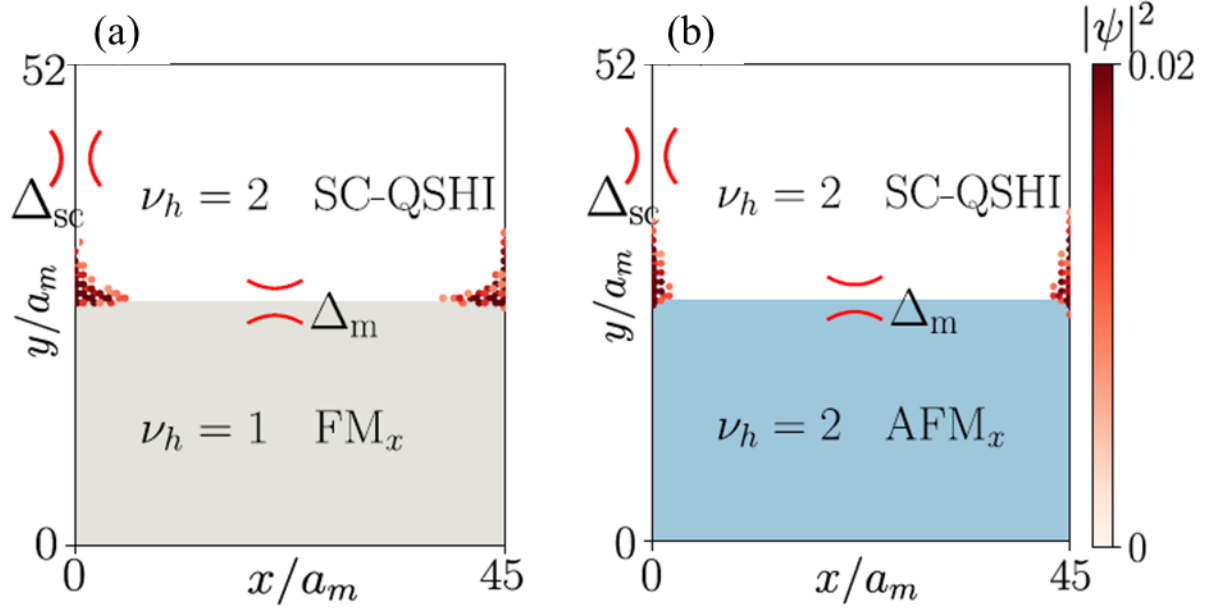 (a)
52
Δsc
νh = 2 SC-QSHI
Δm
y/am
νh = 1 FMx
0
0
x/am
45
(b)
52
Δsc
νh = 2 SC-QSHI
Δm
y/am
νh = 2 AFMx
0
0
x/am
45
|ψ|²
0.02
0